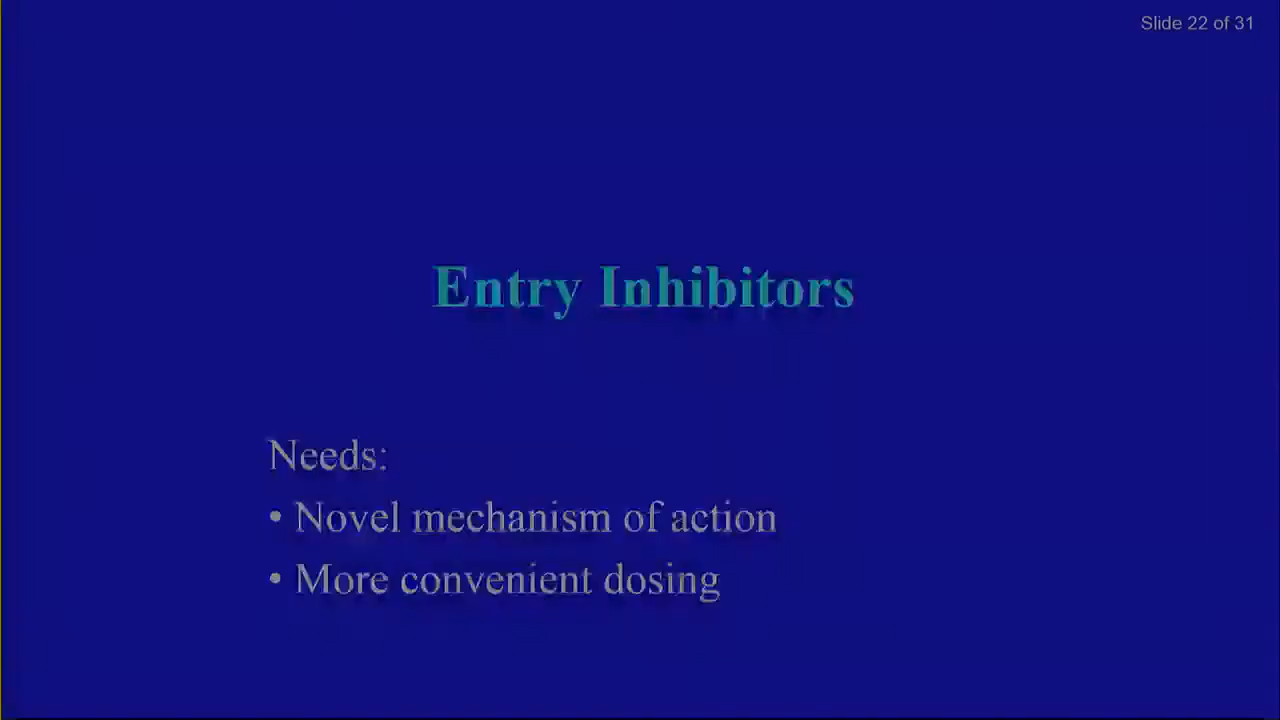 Slide 22 of 31
Entry Inhibitors
Needs:
• Novel mechanism of action
• More convenient dosing